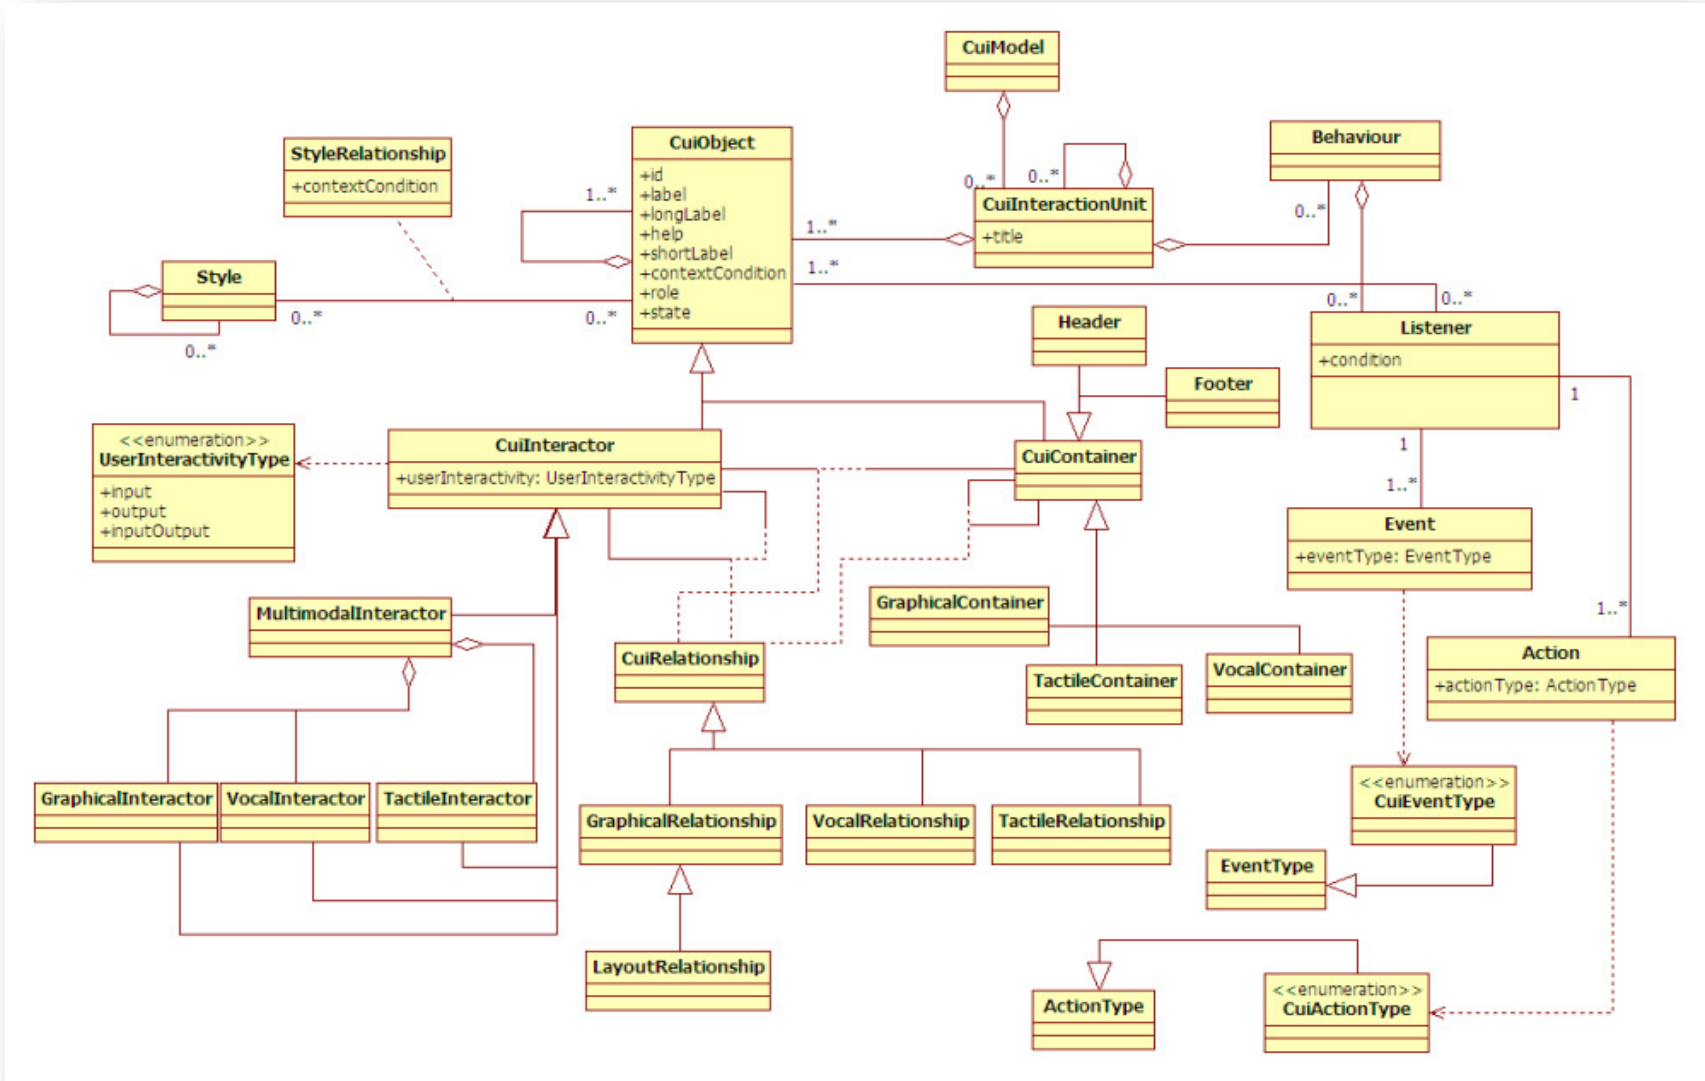 CuiModel
Behaviour
StyleRelationship
+contextCondition
CuiObject
+id
+label
+longLabel
+help
+shortLabel
+contextCondition
+role
+state
1..*
0..*
0..*
CuiInteractionUnit
+title
0..*
1..*
1..*
0..*
0..*
Style
0..*
0..*
0..*
Header
Footer
Listener
+condition
1
1
1..*
1..*
<<enumeration>>
UserInteractivityType
+input
+output
+inputOutput
CuiInteractor
+userInteractivity: UserInteractivityType
CuiContainer
Event
+eventType: EventType
MultimodalInteractor
GraphicalContainer
CuiRelationship
TactileContainer
VocalContainer
Action
+actionType: ActionType
GraphicalInteractor
VocalInteractor
TactileInteractor
GraphicalRelationship
VocalRelationship
TactileRelationship
<<enumeration>>
CuiEventType
EventType
LayoutRelationship
ActionType
<<enumeration>>
CuiActionType